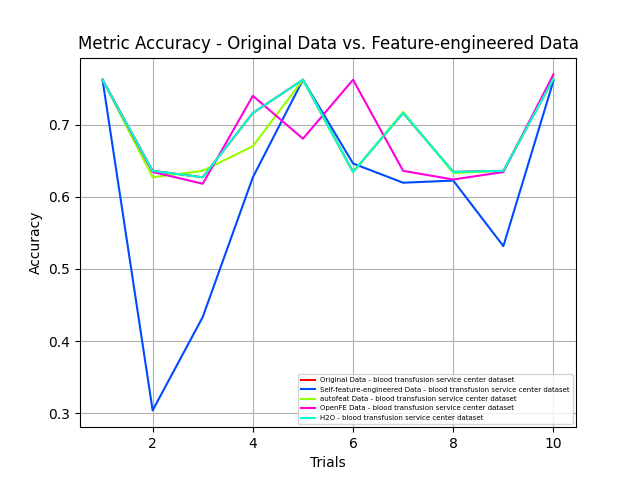 Metric Accuracy - Original Data vs. Feature-engineered Data
0.7
0.6
0.5
0.4
0.3
Accuracy
Original Data - blood transfusion service center dataset
Self-feature-engineered Data - blood transfusion service center dataset
autofeat Data - blood transfusion service center dataset
OpenFE Data - blood transfusion service center dataset
H2O - blood transfusion service center dataset
2 4 6 8 10
Trials